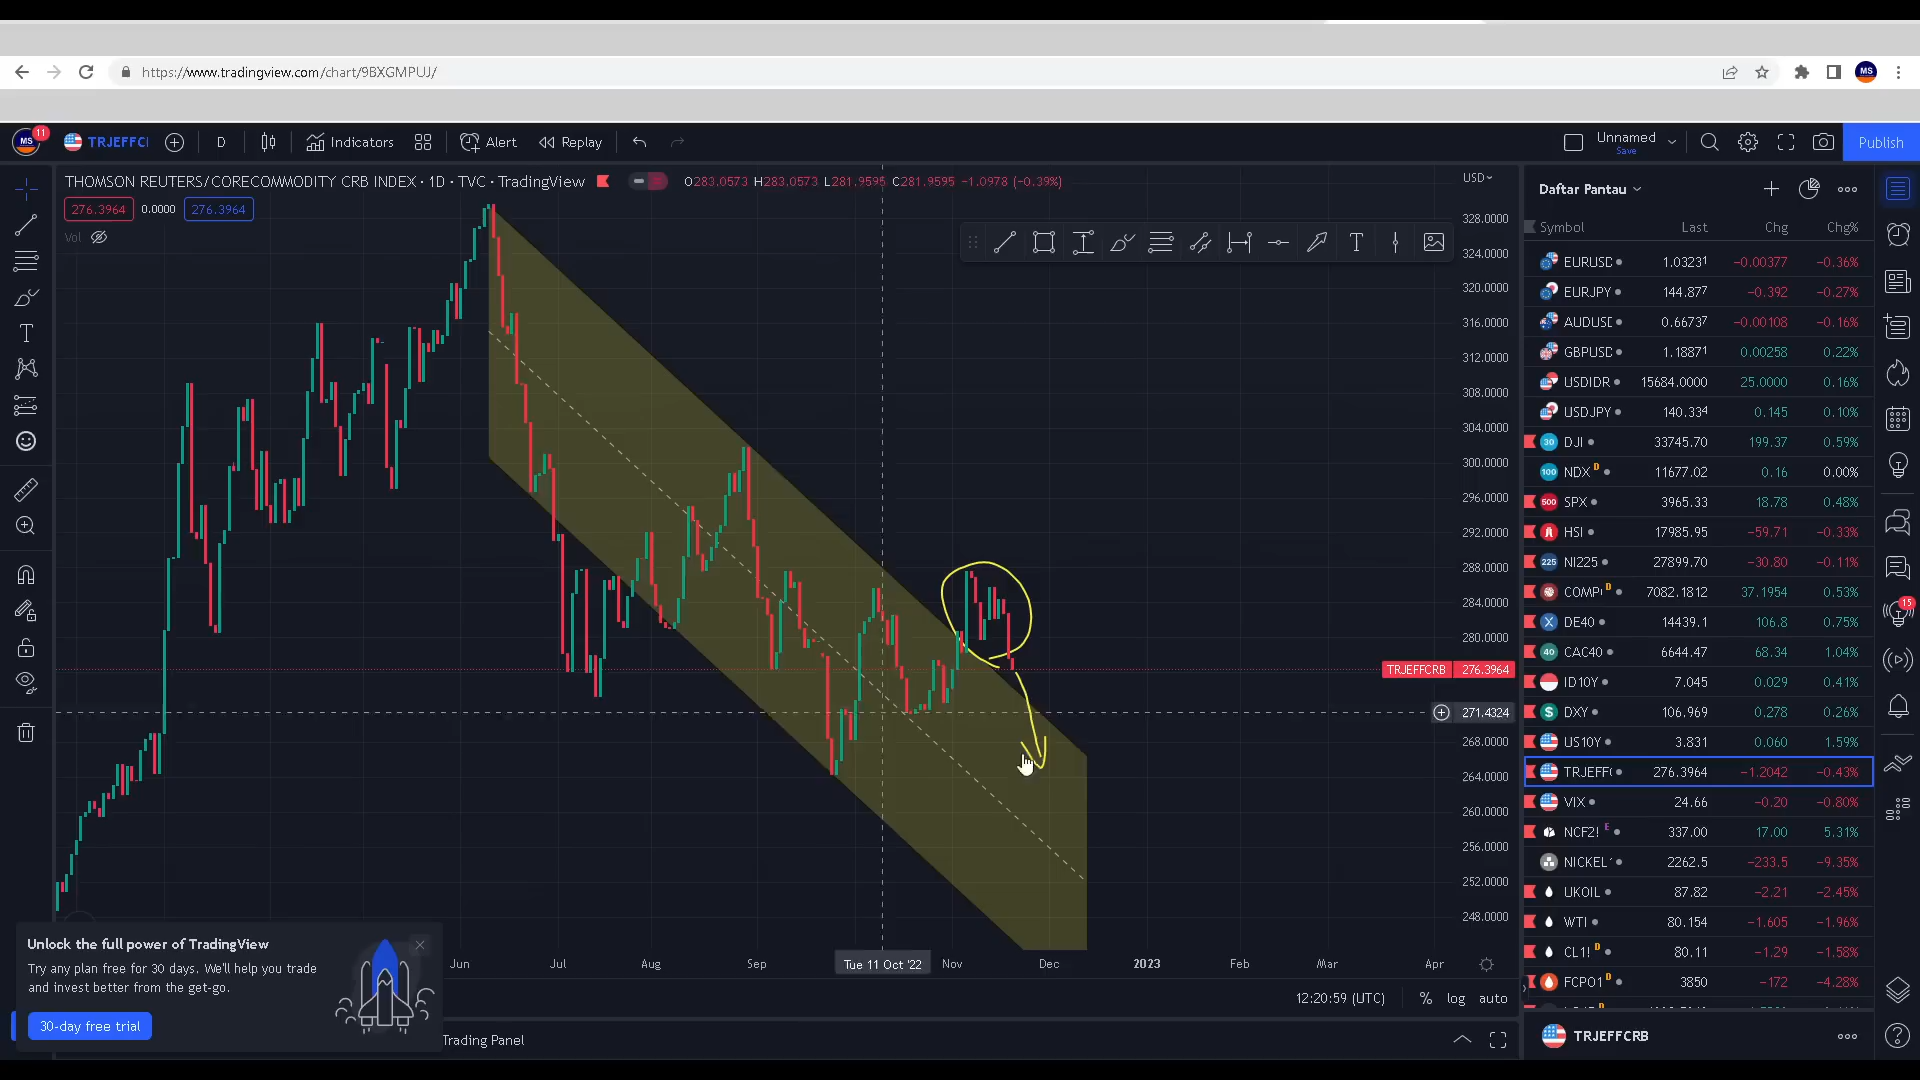 https://www.tradingview.com/chart/9BXGMPUJ/
MS
MS 11 TRJEFFCI D Indicators Alert Replay
Unnamed
Save
Publish
THOMSON REUTERS/CORECOMMODITY CRB INDEX · 1D · TVC · TradingView O283.0573 H283.0573 L281.9595 C281.9595 −1.0978 (−0.39%)
276.3964 0.0000 276.3964
Vol
USD
328.0000
324.0000
320.0000
316.0000
312.0000
308.0000
304.0000
300.0000
296.0000
292.0000
288.0000
284.0000
280.0000
TRJEFFCRB 276.3964
271.4324
268.0000
264.0000
260.0000
256.0000
252.0000
248.0000
Jun Jul Aug Sep Tue 11 Oct '22 Nov Dec 2023 Feb Mar Apr
12:20:59 (UTC) % log auto
Trading Panel
Unlock the full power of TradingView
Try any plan free for 30 days. We'll help you trade
and invest better from the get-go.
30-day free trial
Daftar Pantau
Symbol Last Chg Chg%
EURUSD 1.03231 −0.00377 −0.36%
EURJPY 144.877 −0.392 −0.27%
AUDUSD 0.66737 −0.00108 −0.16%
GBPUSD 1.18871 0.00258 0.22%
USDIDR 15684.0000 25.0000 0.16%
USDJPY 140.334 0.145 0.10%
30 DJI 33745.70 199.37 0.59%
100 NDX D 11677.02 0.16 0.00%
500 SPX 3965.33 18.78 0.48%
HSI 17985.95 −59.71 −0.33%
225 NI225 27899.70 −30.80 −0.11%
COMP D 7082.1812 37.1954 0.53%
X DE40 14439.1 106.8 0.75%
40 CAC40 6644.47 68.34 1.04%
ID10Y 7.045 0.029 0.41%
$ DXY 106.969 0.278 0.26%
US10Y 3.831 0.060 1.59%
TRJEFF 276.3964 −1.2042 −0.43%
VIX 24.66 −0.20 −0.80%
NCF2! E 337.00 17.00 5.31%
NICKEL 2262.5 −233.5 −9.35%
UKOIL 87.82 −2.21 −2.45%
WTI 80.154 −1.605 −1.96%
CL1! D 80.11 −1.29 −1.58%
FCPO1 D 3850 −172 −4.28%
TRJEFFCRB
15